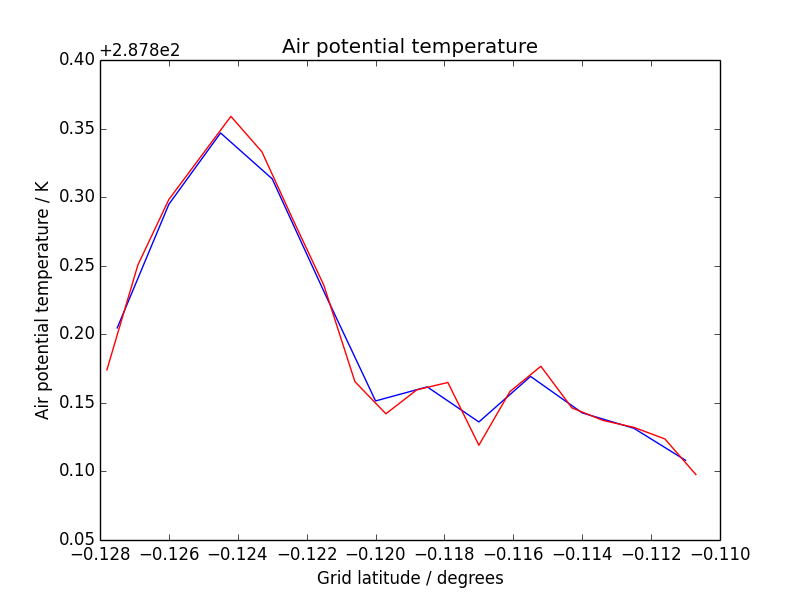 Air potential temperature
+2.878e2
0.40
0.35
0.30
0.25
0.20
0.15
0.10
0.05
Air potential temperature / K
−0.128 −0.126 −0.124 −0.122 −0.120 −0.118 −0.116 −0.114 −0.112 −0.110
Grid latitude / degrees